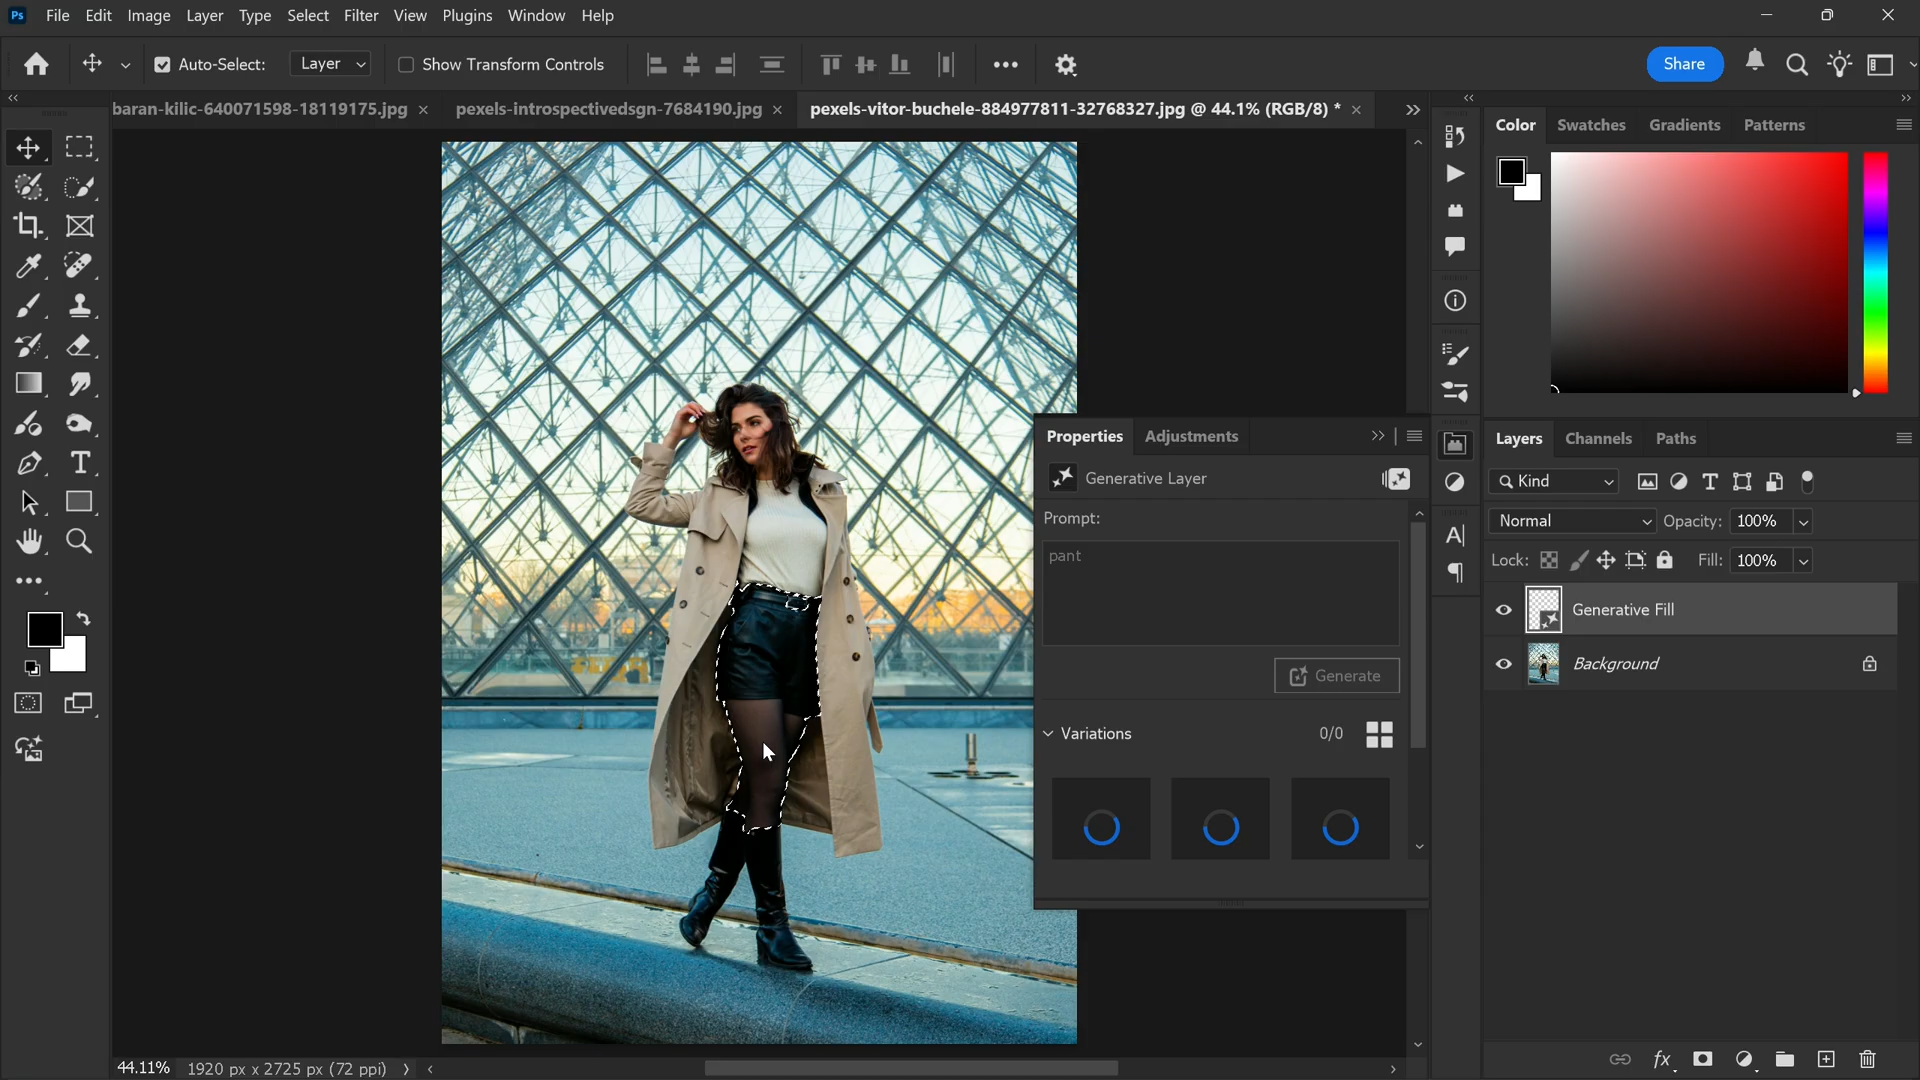 Ps File Edit Image Layer Type Select Filter View Plugins Window Help
Auto-Select: Layer Show Transform Controls Share
baran-kilic-640071598-18119175.jpg pexels-introspectivedsgn-7684190.jpg pexels-vitor-buchele-884977811-32768327.jpg @ 44.1% (RGB/8) *
Color Swatches Gradients Patterns
Properties Adjustments
Generative Layer
Prompt:
pant
Generate
Variations 0/0
Layers Channels Paths
Kind
Normal Opacity: 100%
Lock: Fill: 100%
Generative Fill
Background
44.11% 1920 px x 2725 px (72 ppi)